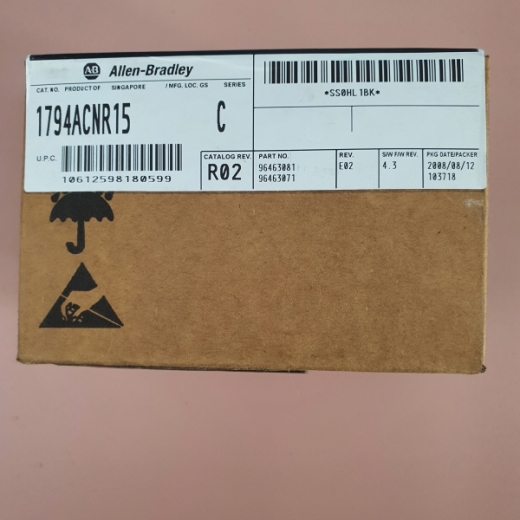 AB Allen-Bradley
CAT NO. PRODUCT OF SINGAPORE / MFG. LOC. GS SERIES
1794ACNR15 C
U.P.C.
10612598180599
CATALOG REV.
R02
*SS0HL1BK*
PART NO.
96463081
96463071
REV.
E02
S/W F/W REV.
4.3
PKG DATE/PACKER
2008/08/12
103718